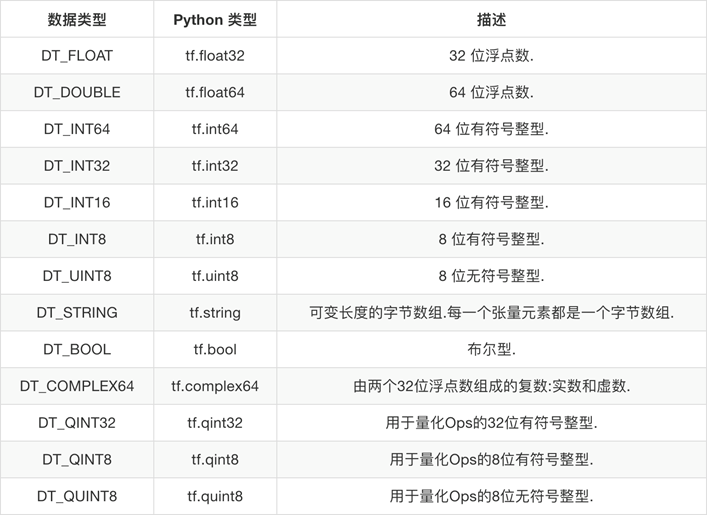 数据类型 Python 类型 描述
DT_FLOAT tf.float32 32 位浮点数.
DT_DOUBLE tf.float64 64 位浮点数.
DT_INT64 tf.int64 64 位有符号整型.
DT_INT32 tf.int32 32 位有符号整型.
DT_INT16 tf.int16 16 位有符号整型.
DT_INT8 tf.int8 8 位有符号整型.
DT_UINT8 tf.uint8 8 位无符号整型.
DT_STRING tf.string 可变长度的字节数组.每一个张量元素都是一个字节数组.
DT_BOOL tf.bool 布尔型.
DT_COMPLEX64 tf.complex64 由两个32位浮点数组成的复数:实数和虚数.
DT_QINT32 tf.qint32 用于量化Ops的32位有符号整型.
DT_QINT8 tf.qint8 用于量化Ops的8位有符号整型.
DT_QUINT8 tf.quint8 用于量化Ops的8位无符号整型.